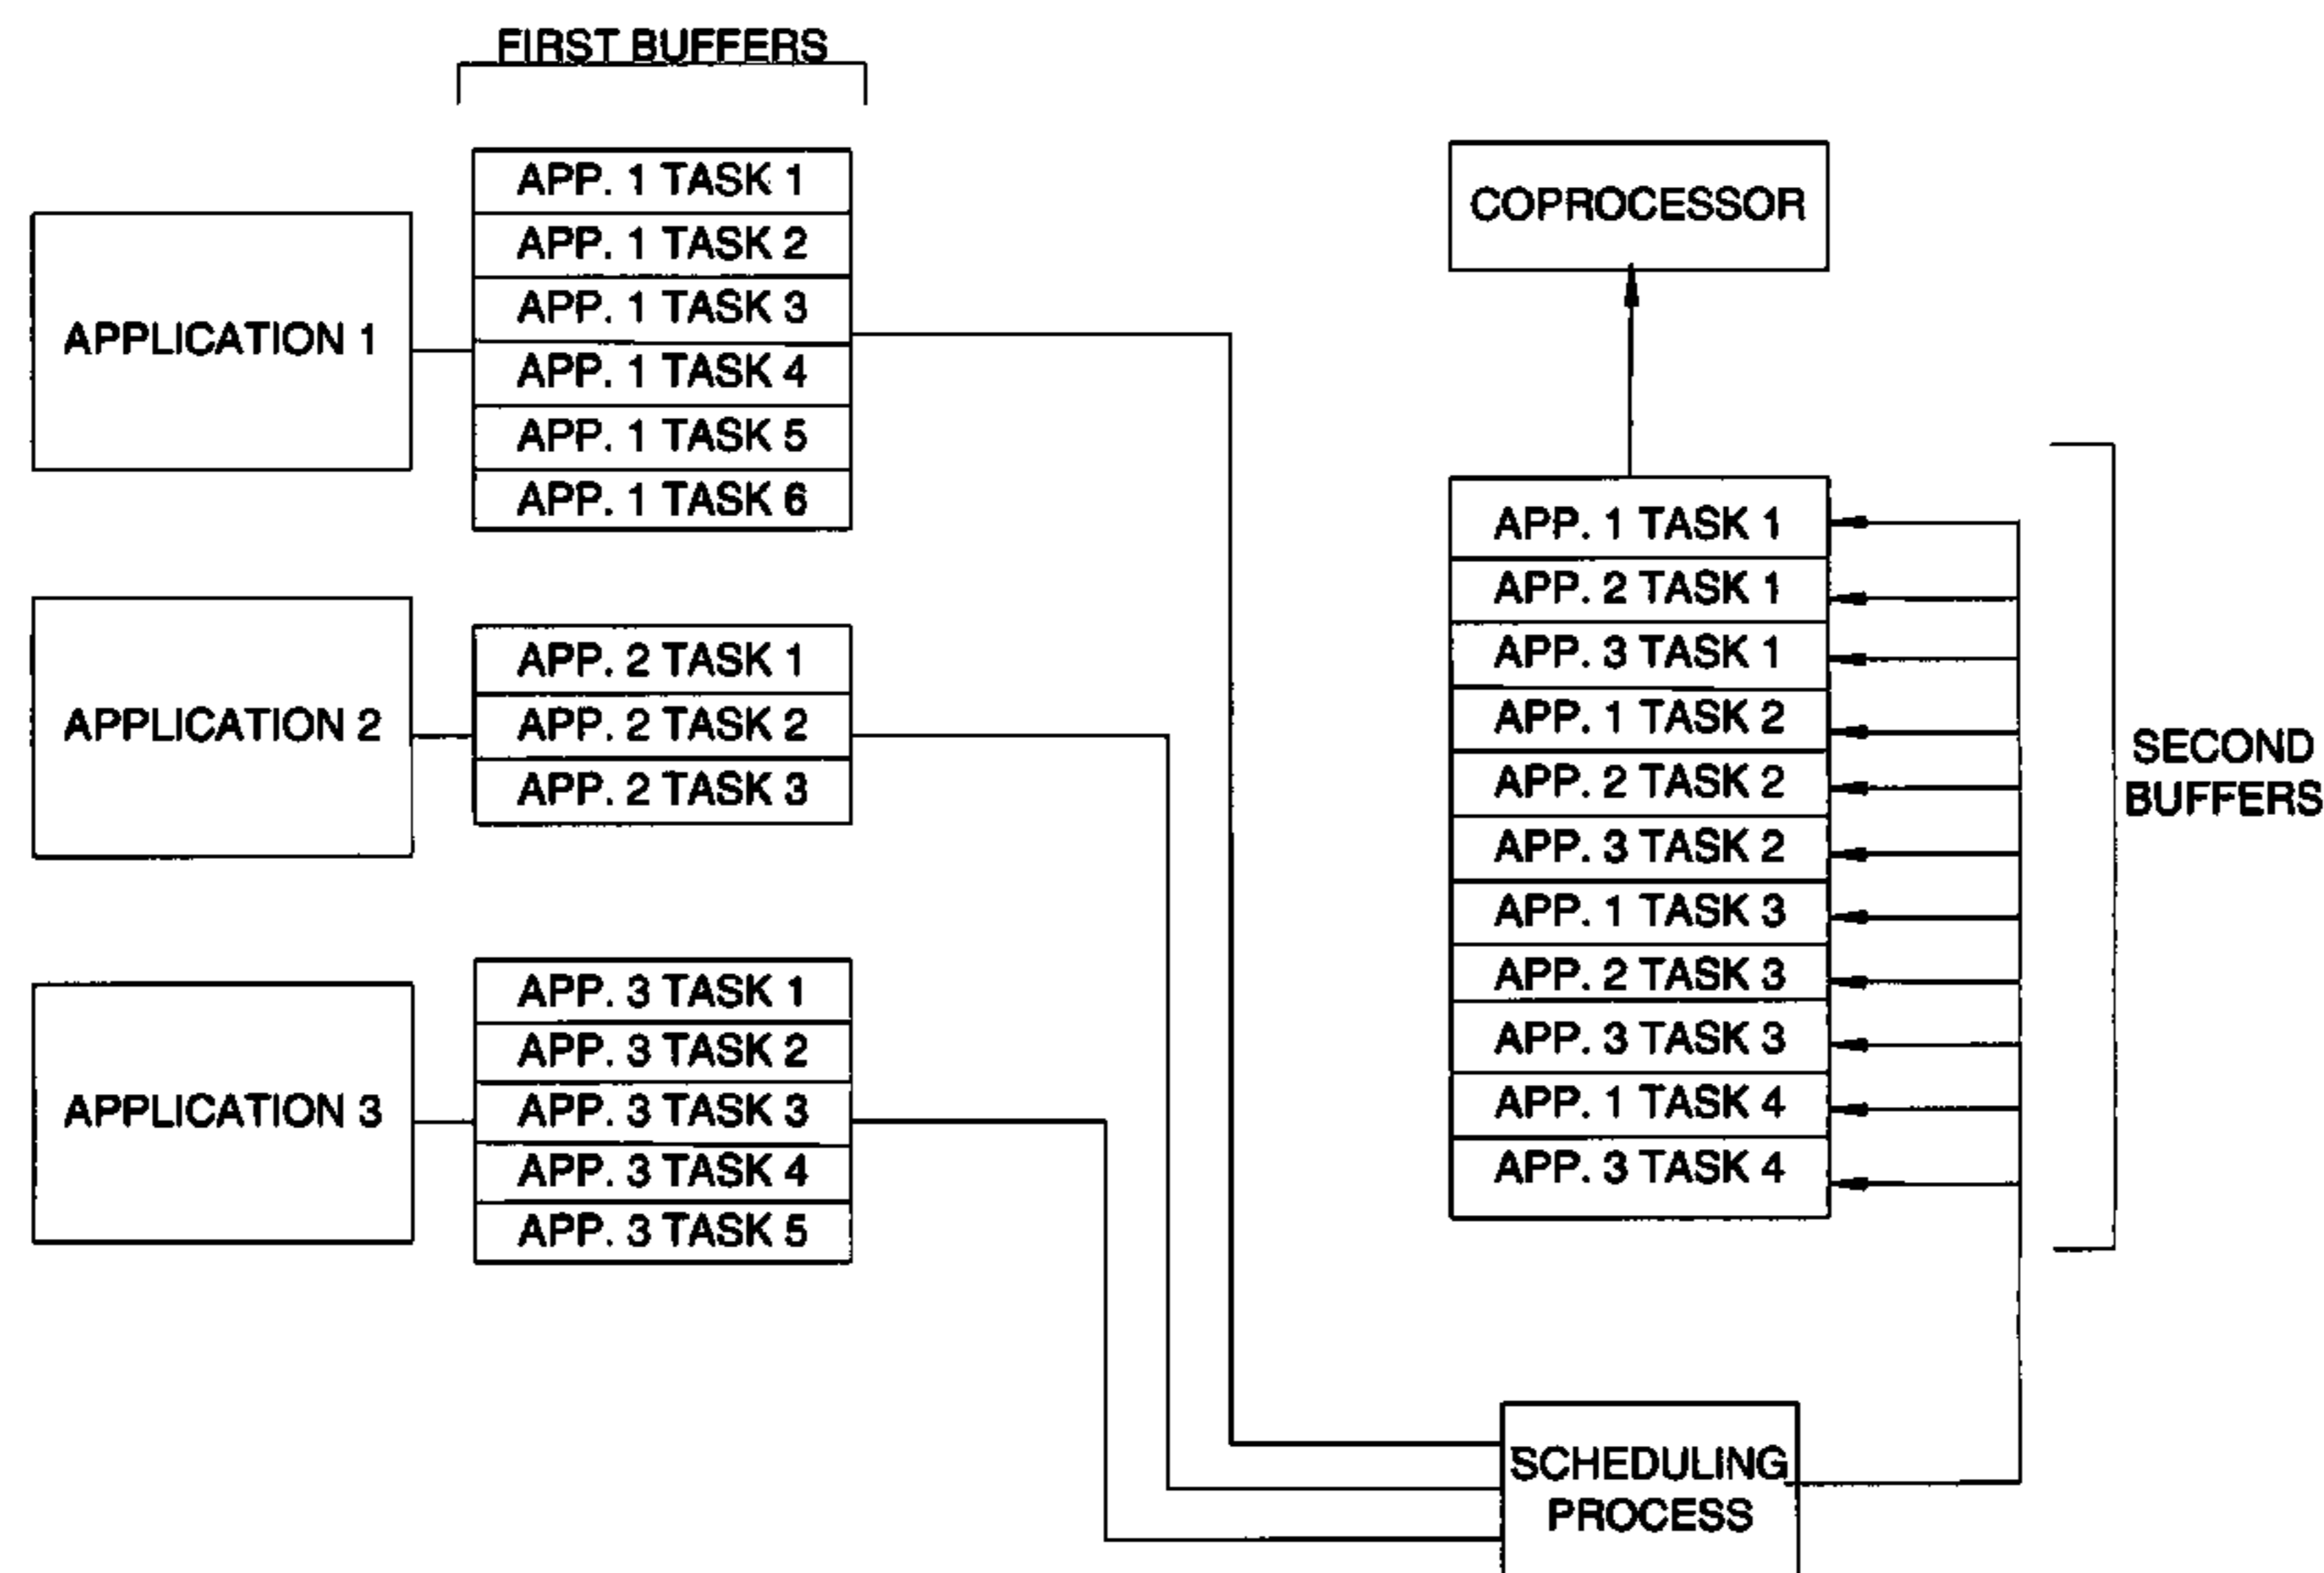 FIRST BUFFERS
APPLICATION 1
APP. 1 TASK 1
APP. 1 TASK 2
APP. 1 TASK 3
APP. 1 TASK 4
APP. 1 TASK 5
APP. 1 TASK 6
APPLICATION 2
APP. 2 TASK 1
APP. 2 TASK 2
APP. 2 TASK 3
APPLICATION 3
APP. 3 TASK 1
APP. 3 TASK 2
APP. 3 TASK 3
APP. 3 TASK 4
APP. 3 TASK 5
COPROCESSOR
APP. 1 TASK 1
APP. 2 TASK 1
APP. 3 TASK 1
APP. 1 TASK 2
APP. 2 TASK 2
APP. 3 TASK 2
APP. 1 TASK 3
APP. 2 TASK 3
APP. 3 TASK 3
APP. 1 TASK 4
APP. 3 TASK 4
SECOND
BUFFERS
SCHEDULING
PROCESS